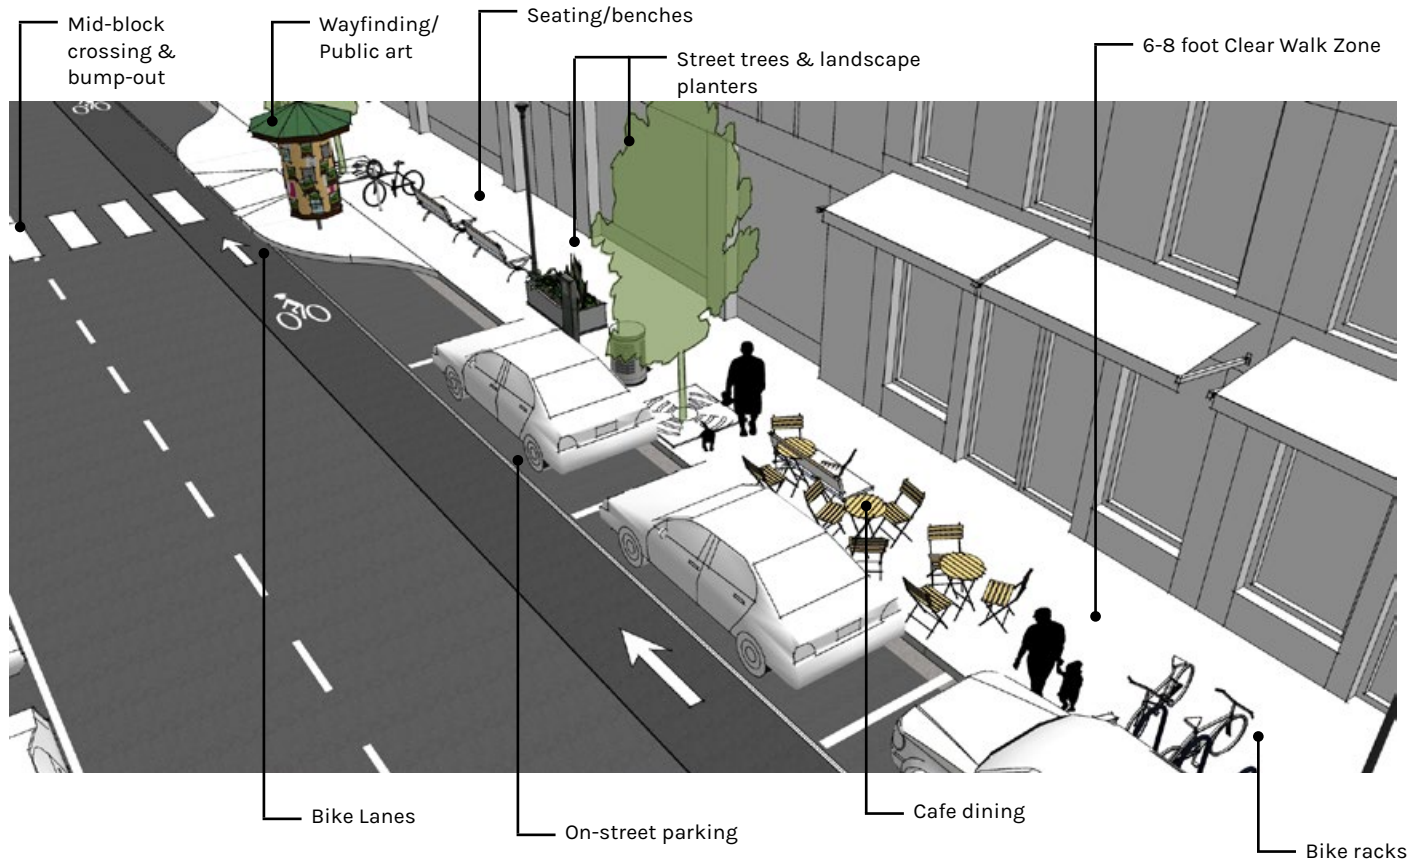 Mid-block
crossing &
bump-out
Wayfinding/
Public art
Seating/benches
Street trees & landscape
planters
6-8 foot Clear Walk Zone
Bike Lanes
On-street parking
Cafe dining
Bike racks